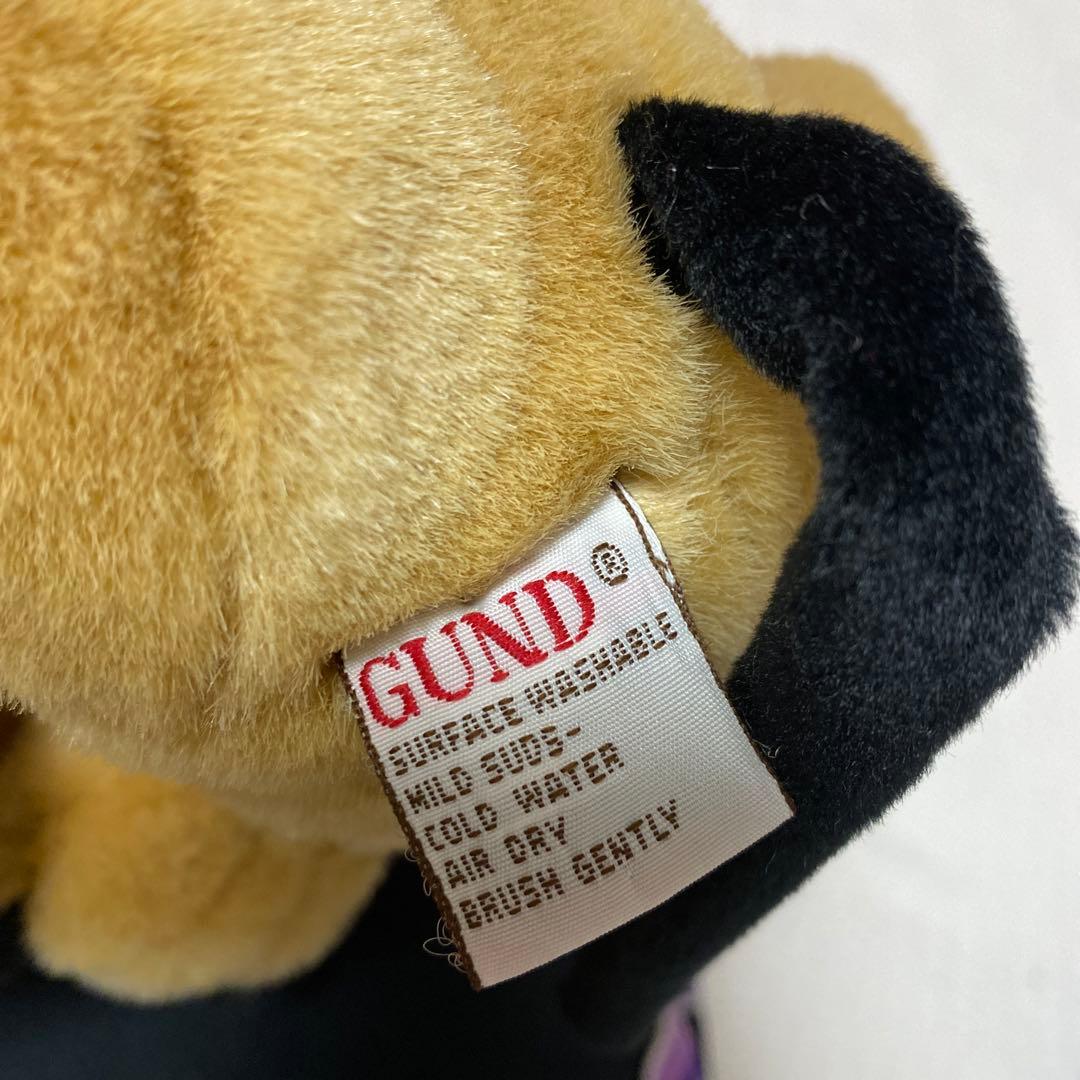 GUND®
SURFACE WASHABLE
MILD SUDS-
COLD WATER
AIR DRY
BRUSH GENTLY